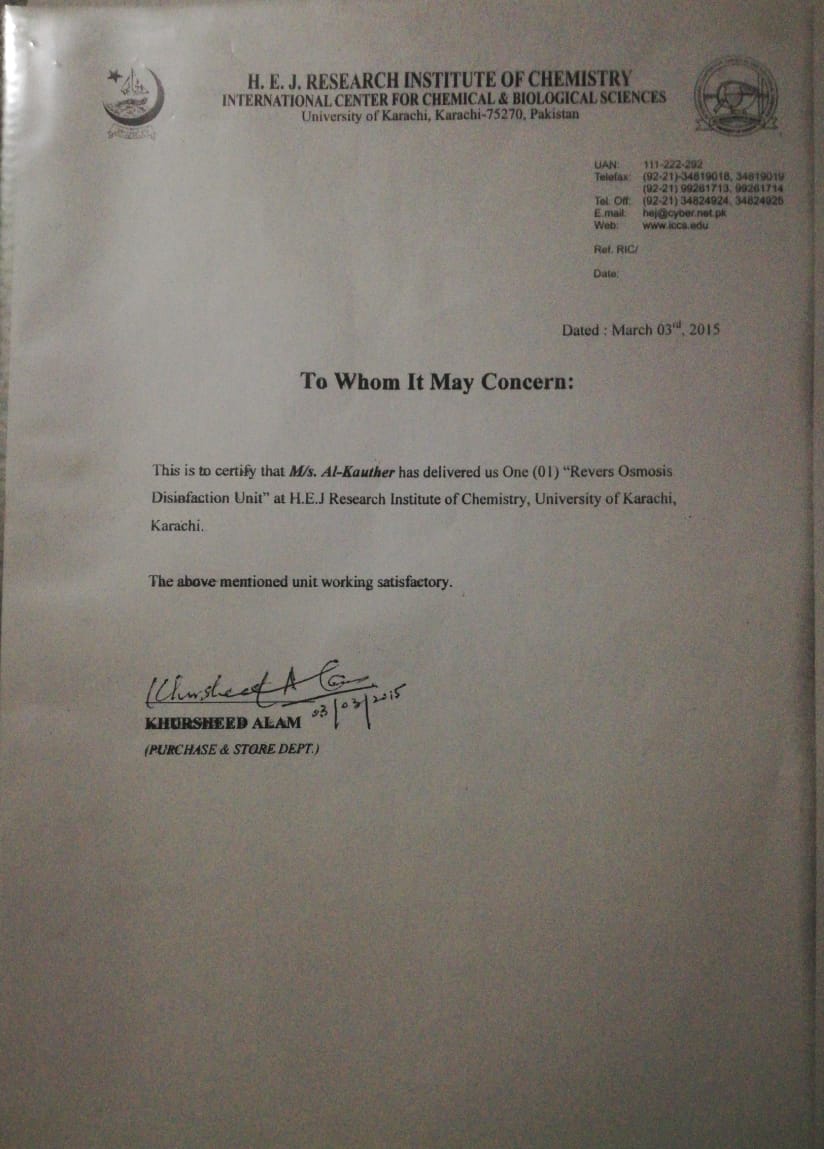 H. E. J. RESEARCH INSTITUTE OF CHEMISTRY
INTERNATIONAL CENTER FOR CHEMICAL & BIOLOGICAL SCIENCES
University of Karachi, Karachi-75270, Pakistan
UAN: 111-222-292
Telefax: (92-21)-34819018, 34819019
(92-21) 99261713, 99261714
Tel. Off: (92-21) 34824924, 34824925
E.mail: hej@cyber.net.pk
Web: www.iccs.edu
Ref. RIC/
Date:
Dated : March 03rd, 2015
To Whom It May Concern:
This is to certify that M/s. Al-Kauther has delivered us One (01) “Revers Osmosis
Disinfaction Unit” at H.E.J Research Institute of Chemistry, University of Karachi,
Karachi.
The above mentioned unit working satisfactory.
Khursheed Alam
03/03/2015
KHURSHEED ALAM
(PURCHASE & STORE DEPT.)